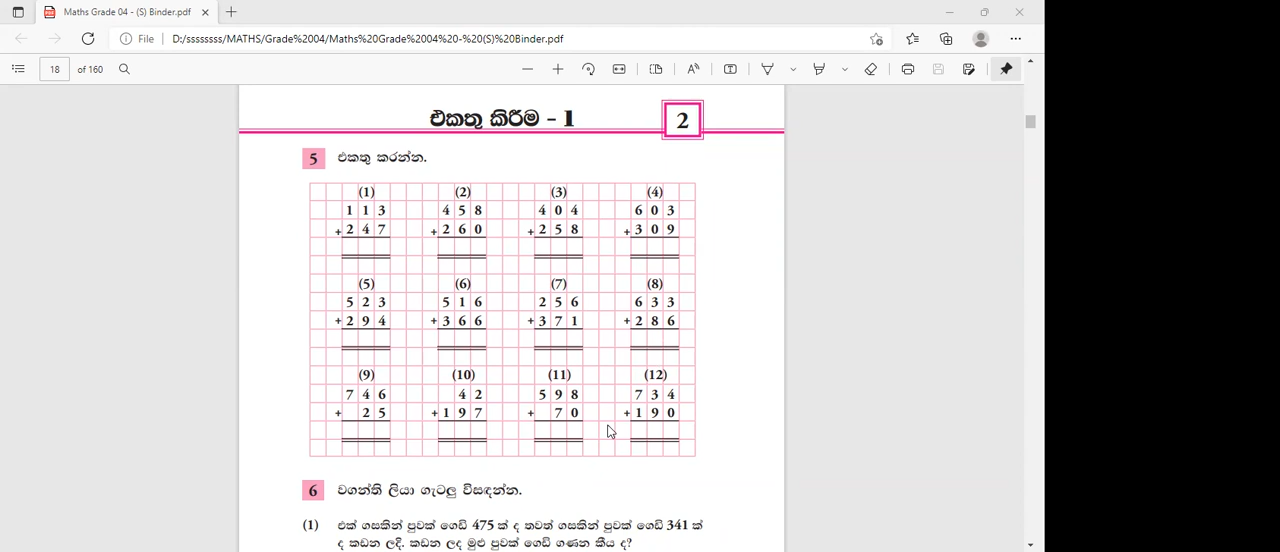 Maths Grade 04 - (S) Binder.pdf
File
D:/ssssssss/MATHS/Grade%2004/Maths%20Grade%2004%20-%20(S)%20Binder.pdf
18 of 160
එකතු කිරීම - 1
2
5 එකතු කරන්න.
(1) (2) (3) (4)
1 1 3 4 5 8 4 0 4 6 0 3
+ 2 4 7 + 2 6 0 + 2 5 8 + 3 0 9
(5) (6) (7) (8)
5 2 3 5 1 6 2 5 6 6 3 3
+ 2 9 4 + 3 6 6 + 3 7 1 + 2 8 6
(9) (10) (11) (12)
7 4 6 4 2 5 9 8 7 3 4
+ 2 5 + 1 9 7 + 7 0 + 1 9 0
6 වගන්ති ලියා ගැටලු විසඳන්න.
(1) එක් ගසකින් පුවක් ගෙඩි 475 ක් ද තවත් ගසකින් පුවක් ගෙඩි 341 ක්
ද කඩන ලදි. කඩන ලද මුළු පුවක් ගෙඩි ගණන කීය ද?